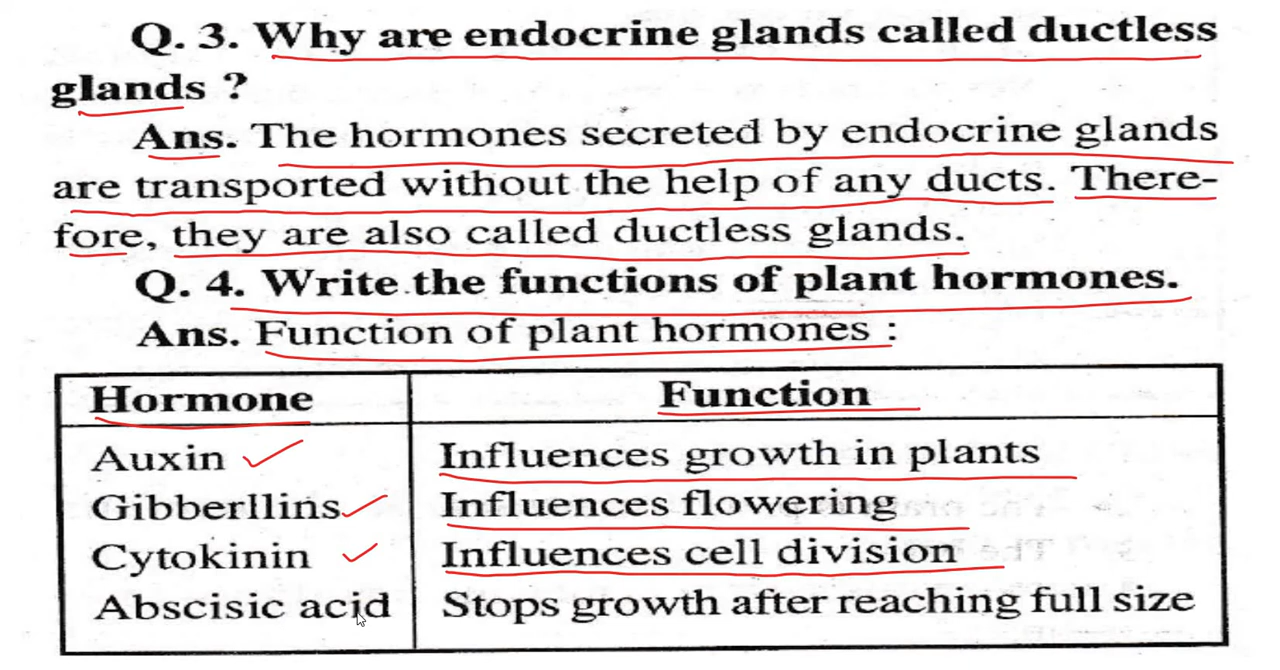 Q. 3. Why are endocrine glands called ductless
glands ?
Ans. The hormones secreted by endocrine glands
are transported without the help of any ducts. There-
fore, they are also called ductless glands.
Q. 4. Write the functions of plant hormones.
Ans. Function of plant hormones :
Hormone Function
Auxin Influences growth in plants
Gibberllins Influences flowering
Cytokinin Influences cell division
Abscisic acid Stops growth after reaching full size